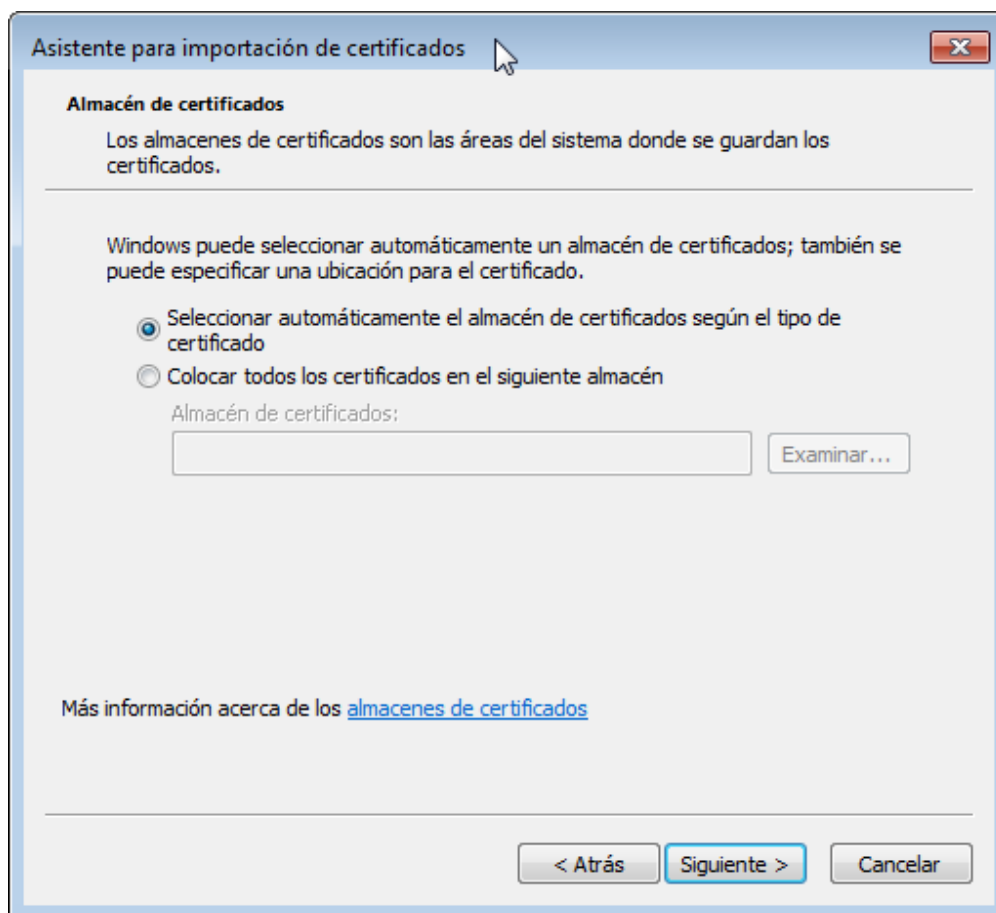 Asistente para importación de certificados
Almacén de certificados
Los almacenes de certificados son las áreas del sistema donde se guardan los
certificados.
Windows puede seleccionar automáticamente un almacén de certificados; también se
puede especificar una ubicación para el certificado.
Seleccionar automáticamente el almacén de certificados según el tipo de
certificado
Colocar todos los certificados en el siguiente almacén
Almacén de certificados:
Examinar...
Más información acerca de los almacenes de certificados
< Atrás Siguiente > Cancelar